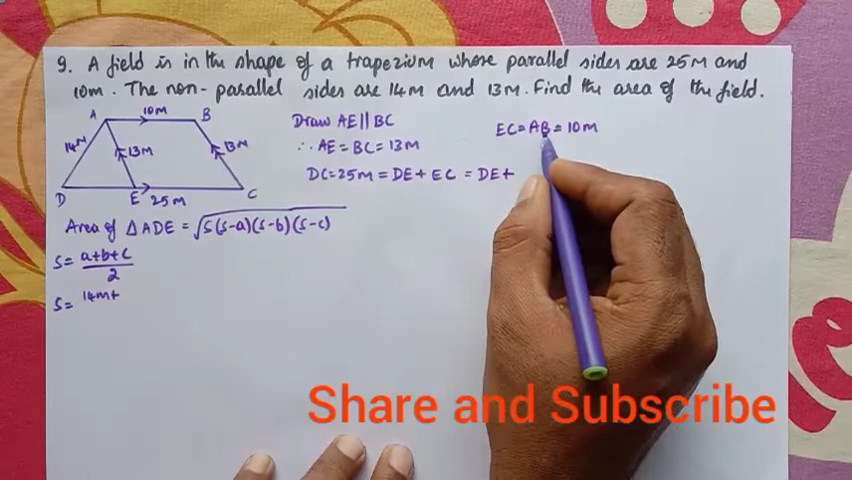 9. A field is in the shape of a trapezium whose parallel sides are 25M and
10m. The non-parallel sides are 14M and 13M. Find the area of the field.
A 10M B
14M 13M 13M
D E 25M C
Draw AE || BC
∴ AE = BC = 13M
DC = 25M = DE + EC = DE +
EC = AB = 10M
Area of △ ADE = √s(s-a)(s-b)(s-c)
s = a+b+c / 2
s = 14m+
Share and Subscribe